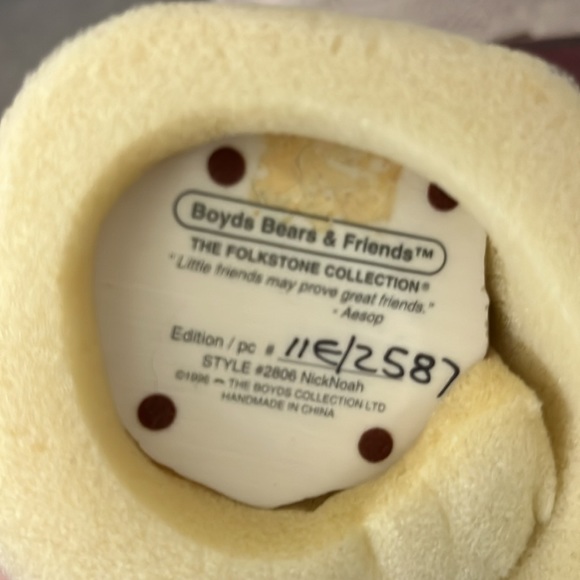 Boyds Bears & Friends™
THE FOLKSTONE COLLECTION®
"Little friends may prove great friends."
- Aesop
Edition / pc # 11E/2587
STYLE #2806 NickNoah
©1996 THE BOYDS COLLECTION LTD
HANDMADE IN CHINA